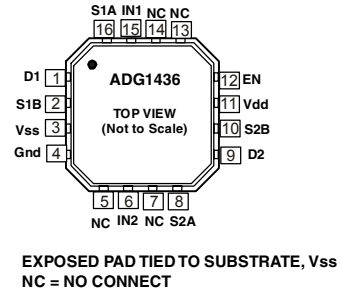 S1A IN1 NC NC
16 15 14 13
D1 1 ADG1436 12 EN
S1B 2 TOP VIEW 11 Vdd
Vss 3 (Not to Scale) 10 S2B
Gnd 4 9 D2
5 6 7 8
NC IN2 NC S2A
EXPOSED PAD TIED TO SUBSTRATE, Vss
NC = NO CONNECT